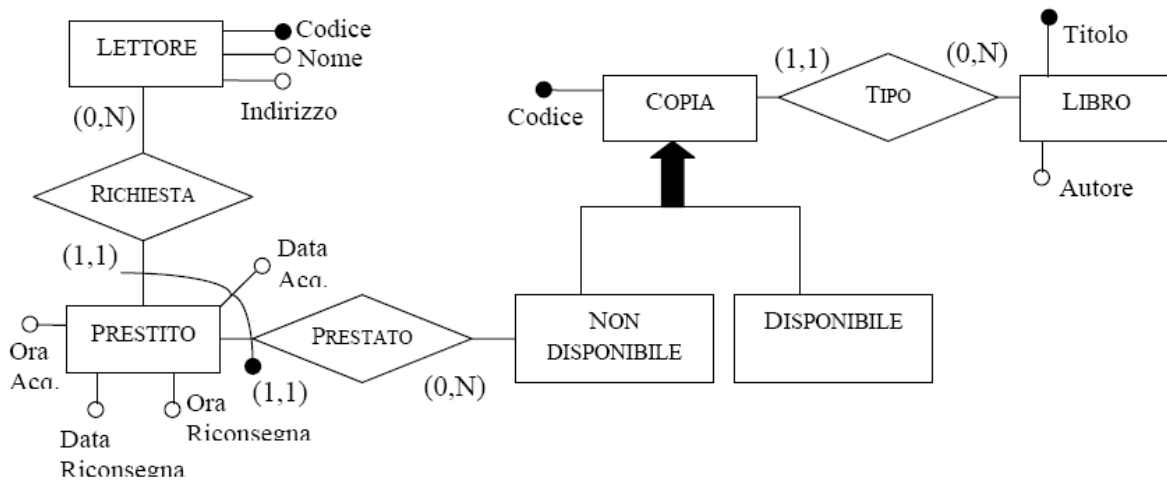 LETTORE
Codice
Nome
Indirizzo
(0,N)
RICHIESTA
(1,1)
Data
Acq.
PRESTITO
Ora
Acq.
Data
Riconsegna
Ora
Riconsegna
(1,1)
PRESTATO
(0,N)
NON
DISPONIBILE
DISPONIBILE
Codice
COPIA
(1,1)
TIPO
(0,N)
Titolo
LIBRO
Autore